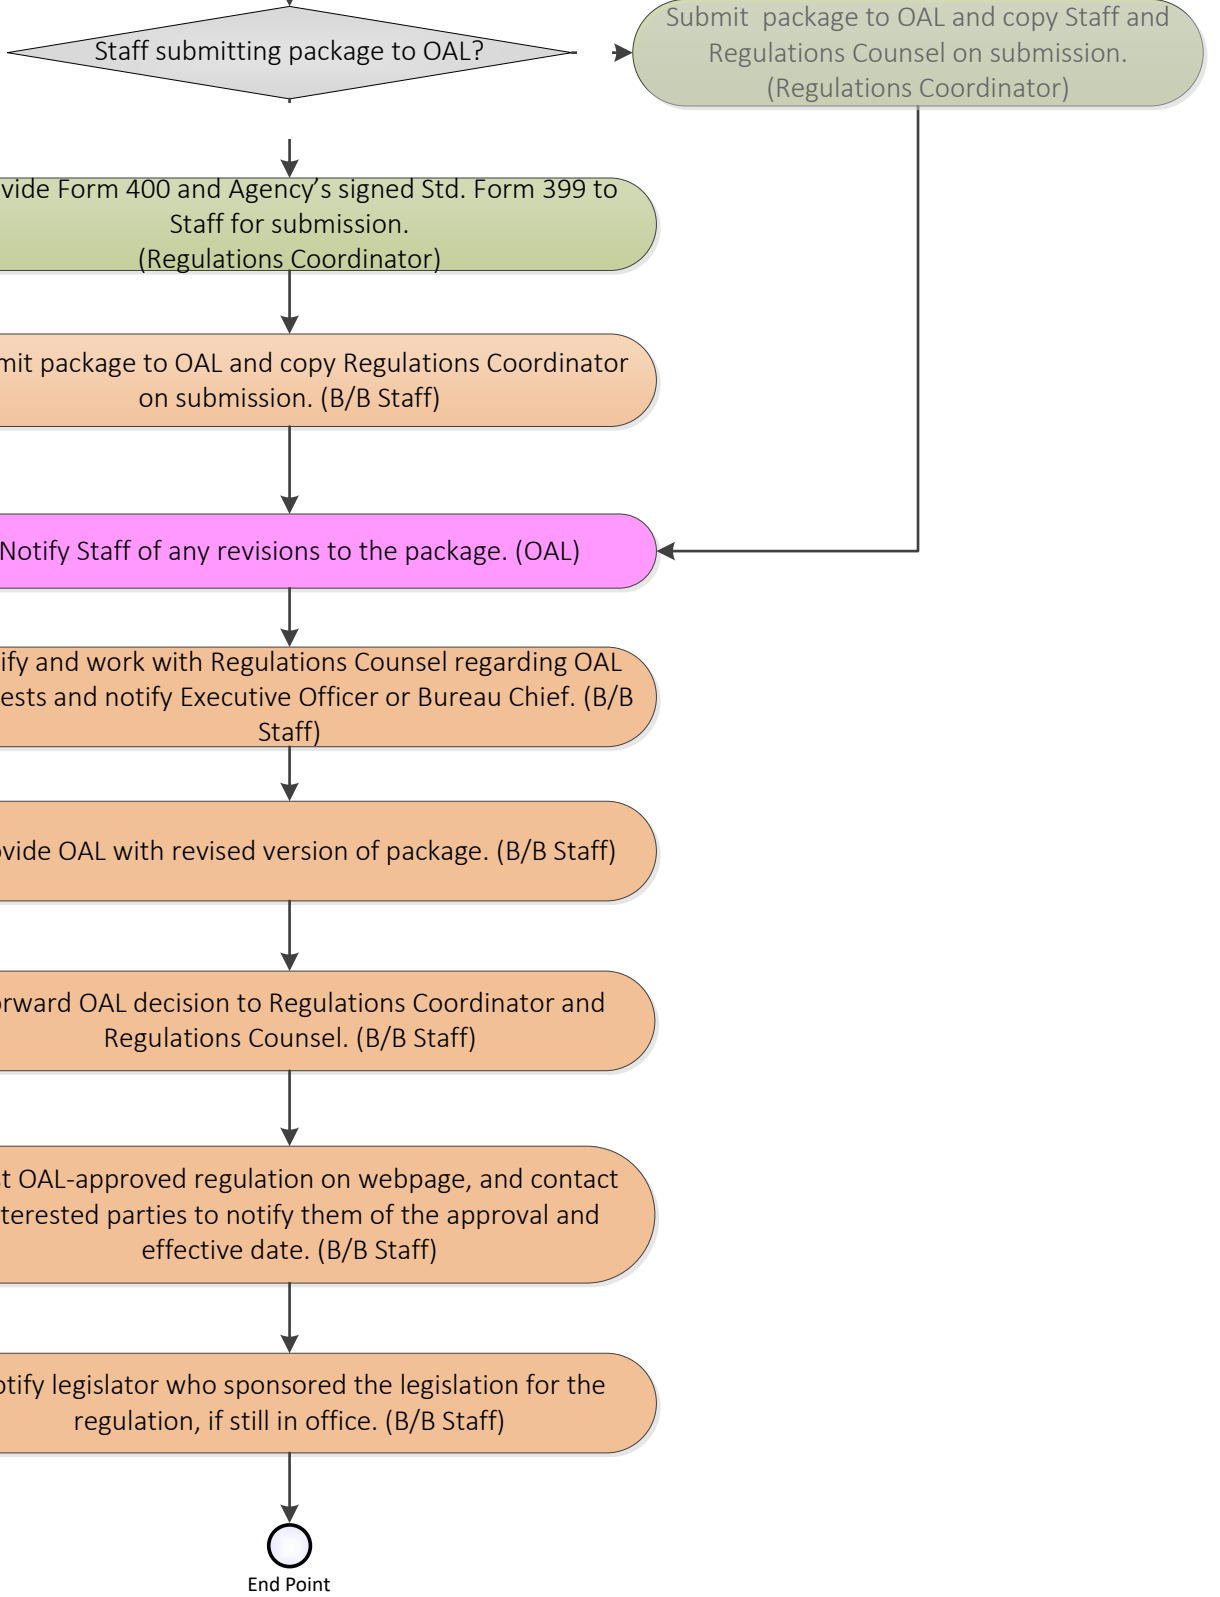 Staff submitting package to OAL?
Submit package to OAL and copy Staff and
Regulations Counsel on submission.
(Regulations Coordinator)
vide Form 400 and Agency’s signed Std. Form 399 to
Staff for submission.
(Regulations Coordinator)
mit package to OAL and copy Regulations Coordinator
on submission. (B/B Staff)
Notify Staff of any revisions to the package. (OAL)
ify and work with Regulations Counsel regarding OAL
ests and notify Executive Officer or Bureau Chief. (B/B
Staff)
ovide OAL with revised version of package. (B/B Staff)
orward OAL decision to Regulations Coordinator and
Regulations Counsel. (B/B Staff)
t OAL-approved regulation on webpage, and contact
terested parties to notify them of the approval and
effective date. (B/B Staff)
otify legislator who sponsored the legislation for the
regulation, if still in office. (B/B Staff)
End Point